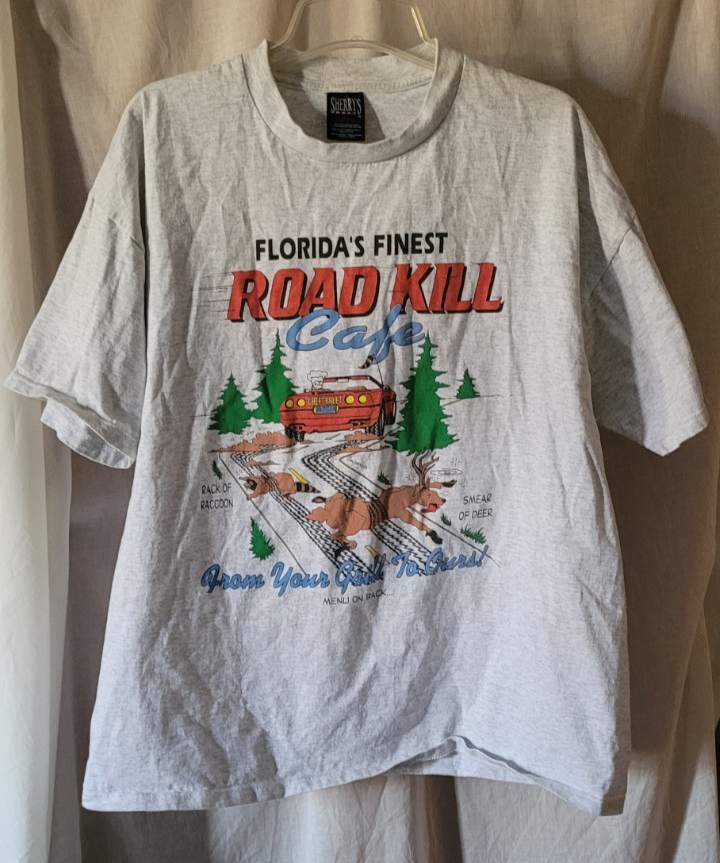 SHERRY'S
FLORIDA'S FINEST
ROAD KILL
Cafe
RACK OF
RACCOON
SMEAR
OF DEER
From Your Grill To Ours!
MENU ON BACK...